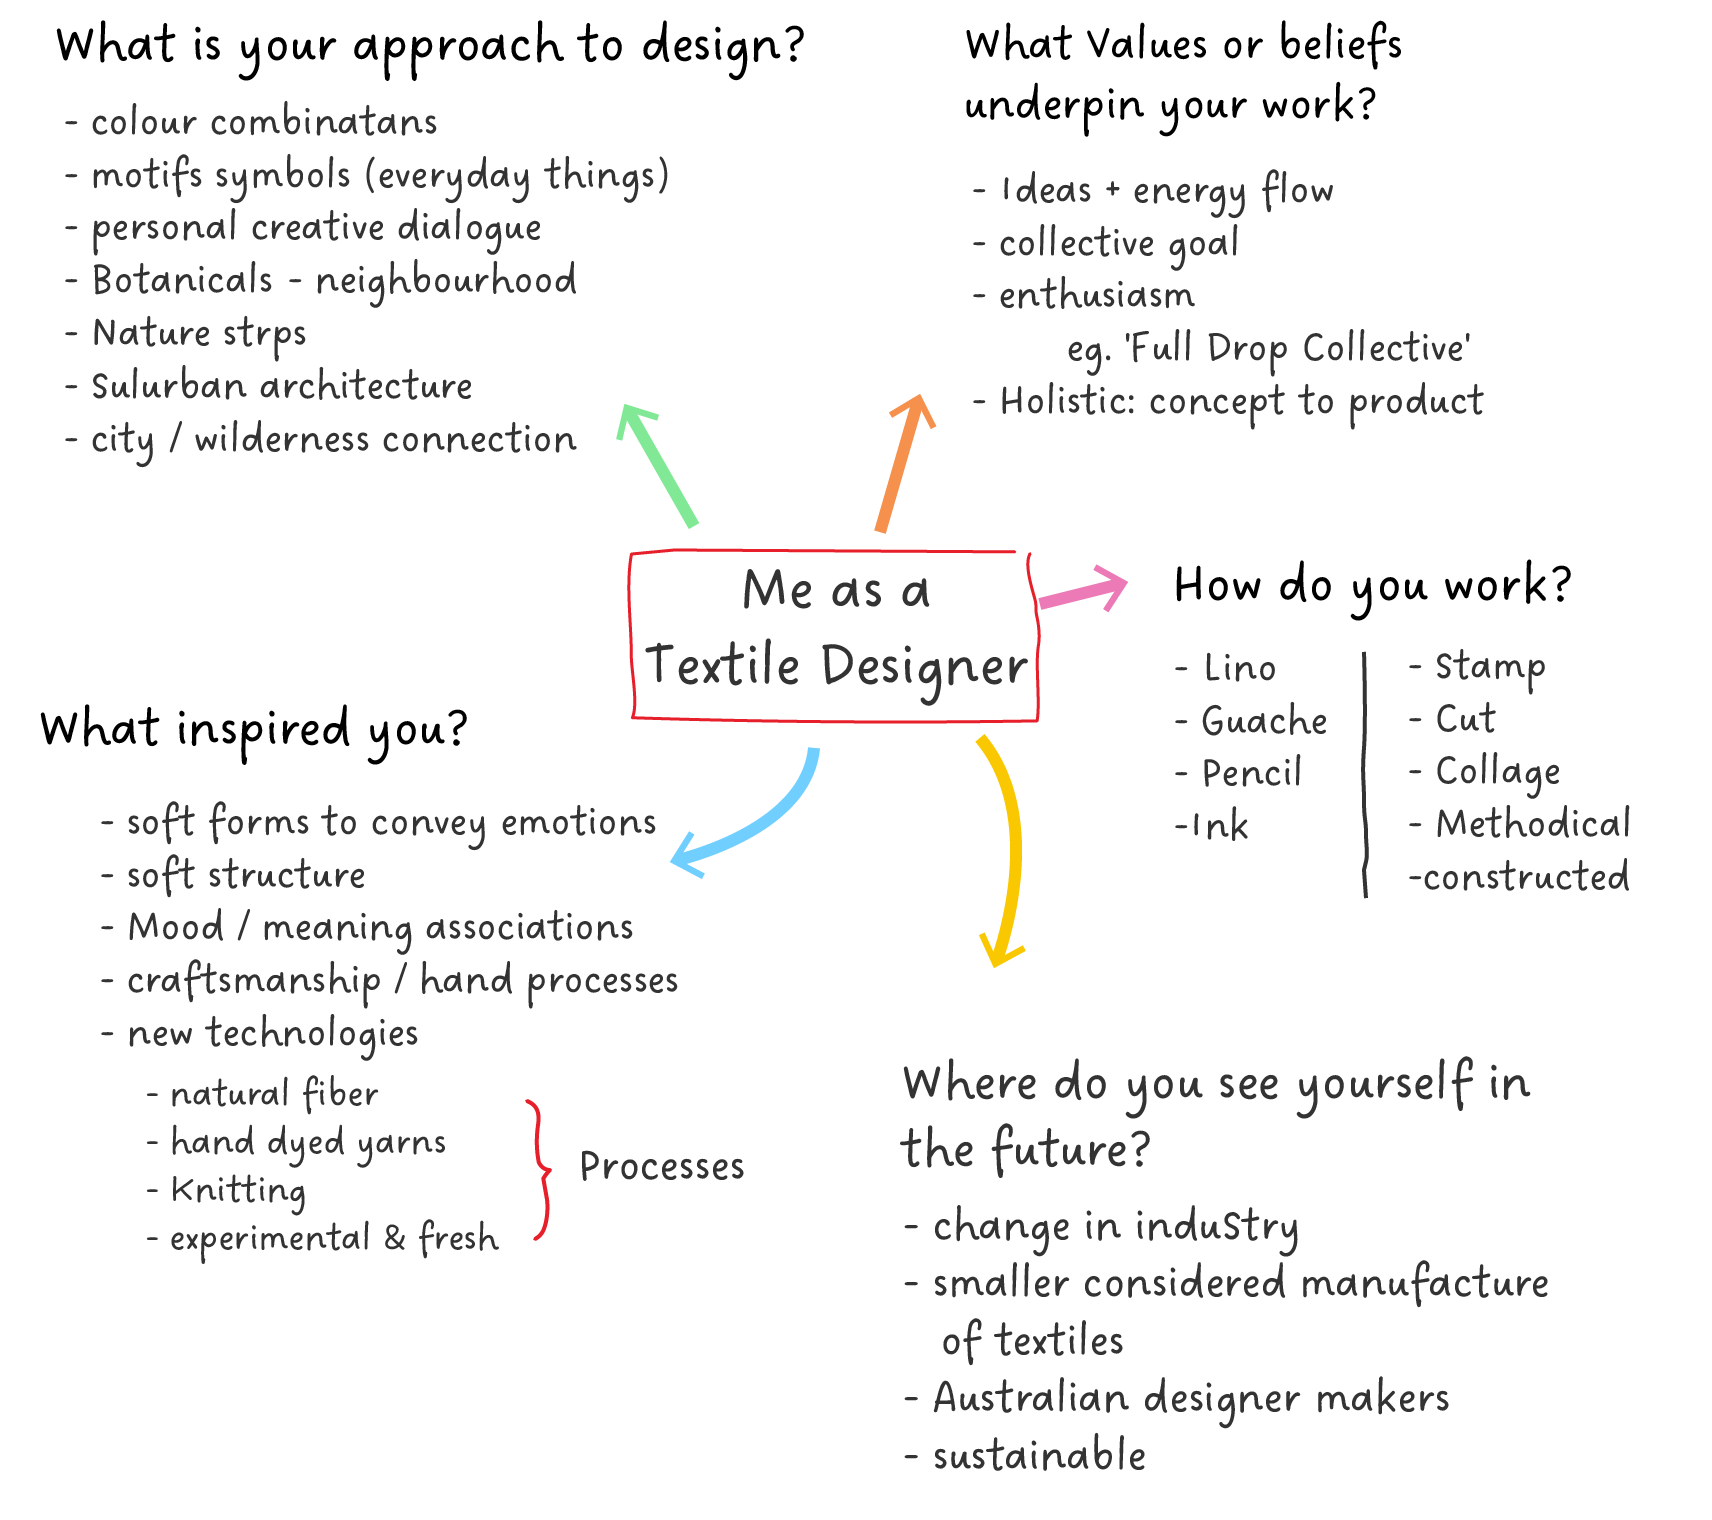 What is your approach to design?
- colour combinatans
- motifs symbols (everyday things)
- personal creative dialogue
- Botanicals - neighbourhood
- Nature strps
- Sulurban architecture
- city / wilderness connection
What Values or beliefs
underpin your work?
- Ideas + energy flow
- collective goal
- enthusiasm
eg. 'Full Drop Collective'
- Holistic: concept to product
Me as a
Textile Designer
How do you work?
- Lino
- Guache
- Pencil
-Ink
- Stamp
- Cut
- Collage
- Methodical
-constructed
What inspired you?
- soft forms to convey emotions
- soft structure
- Mood / meaning associations
- craftsmanship / hand processes
- new technologies
- natural fiber
- hand dyed yarns
- Knitting
- experimental & fresh
Processes
Where do you see yourself in
the future?
- change in induStry
- smaller considered manufacture
of textiles
- Australian designer makers
- sustainable